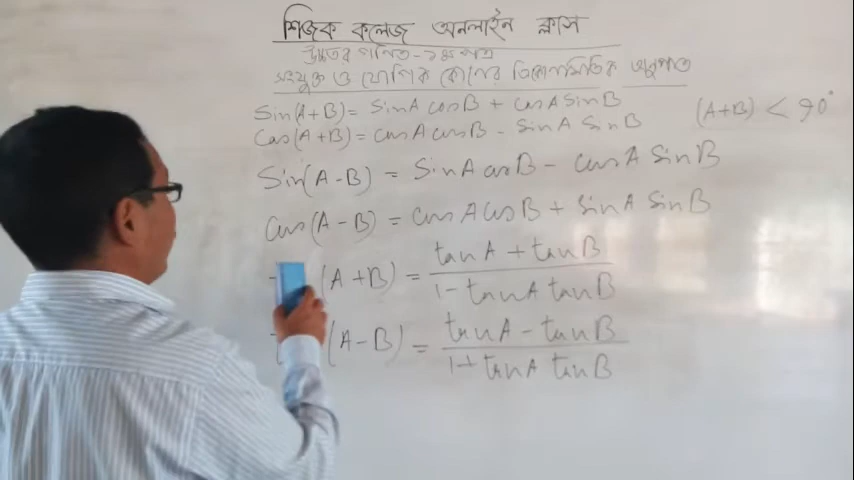 শিজক কলেজ অনলাইন ক্লাস
উচ্চতর গণিত - ১ম পত্র
সংযুক্ত ও যৌগিক কোনের ত্রিকোণমিতিক অনুপাত
Sin(A+B) = SinA cosB + cosA SinB
Cos(A+B) = cosA cosB - SinA SinB (A+B) < 90°
Sin(A-B) = SinA cosB - cosA SinB
cos(A-B) = cosA cosB + SinA SinB
(A+B) = tanA + tanB / 1 - tanA tanB
(A-B) = tanA - tanB / 1 + tanA tanB